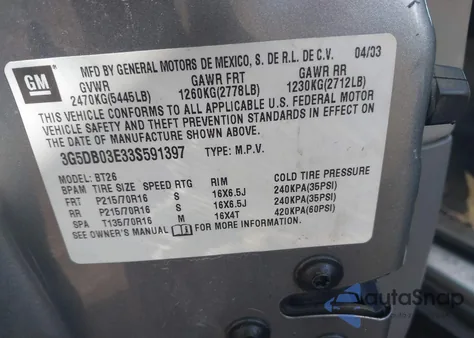 GM
MFD BY GENERAL MOTORS DE MEXICO, S. DE R.L. DE C.V. 04/03
GVWR GAWR FRT GAWR RR
2470KG(5445LB) 1260KG(2778LB) 1230KG(2712LB)
THIS VEHICLE CONFORMS TO ALL APPLICABLE U.S. FEDERAL MOTOR
VEHICLE SAFETY AND THEFT PREVENTION STANDARDS IN EFFECT ON
THE DATE OF MANUFACTURE SHOWN ABOVE.
3G5DB03E33S591397 TYPE: M.P.V.
MODEL: BT26
BPAM TIRE SIZE SPEED RTG RIM COLD TIRE PRESSURE
FRT P215/70R16 S 16X6.5J 240KPA(35PSI)
RR P215/70R16 S 16X6.5J 240KPA(35PSI)
SPA T135/70R16 M 16X4T 420KPA(60PSI)
SEE OWNER'S MANUAL FOR MORE INFORMATION
AutaSnap